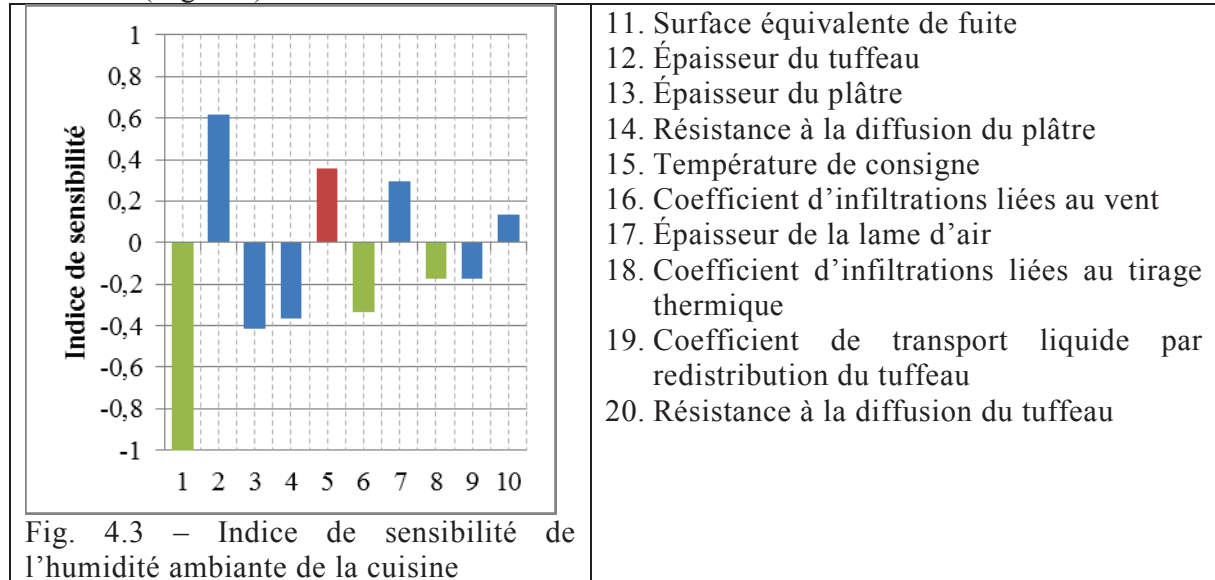 1
0,8
0,6
0,4
0,2
0
-0,2
-0,4
-0,6
-0,8
-1
Indice de sensibilité
1 2 3 4 5 6 7 8 9 10
Fig. 4.3 – Indice de sensibilité de
l’humidité ambiante de la cuisine
11. Surface équivalente de fuite
12. Épaisseur du tuffeau
13. Épaisseur du plâtre
14. Résistance à la diffusion du plâtre
15. Température de consigne
16. Coefficient d’infiltrations liées au vent
17. Épaisseur de la lame d’air
18. Coefficient d’infiltrations liées au tirage
thermique
19. Coefficient de transport liquide par
redistribution du tuffeau
20. Résistance à la diffusion du tuffeau